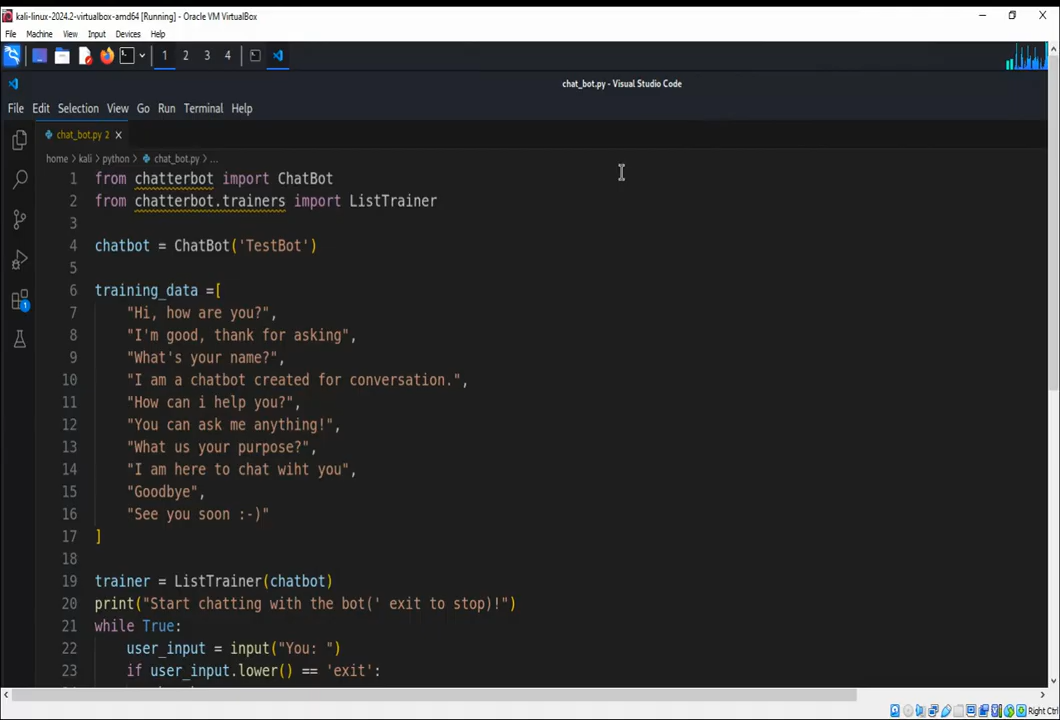 kali-linux-2024.2-virtualbox-amd64 [Running] - Oracle VM VirtualBox
File Machine View Input Devices Help
1 2 3 4
chat_bot.py - Visual Studio Code
File Edit Selection View Go Run Terminal Help
chat_bot.py 2
home > kali > python > chat_bot.py > ...
1 from chatterbot import ChatBot
2 from chatterbot.trainers import ListTrainer
3
4 chatbot = ChatBot('TestBot')
5
6 training_data =[
7 "Hi, how are you?",
8 "I'm good, thank for asking",
9 "What's your name?",
10 "I am a chatbot created for conversation.",
11 "How can i help you?",
12 "You can ask me anything!",
13 "What us your purpose?",
14 "I am here to chat wiht you",
15 "Goodbye",
16 "See you soon :-)"
17 ]
18
19 trainer = ListTrainer(chatbot)
20 print("Start chatting with the bot(' exit to stop)!")
21 while True:
22 user_input = input("You: ")
23 if user_input.lower() == 'exit':
1
Right Ctrl